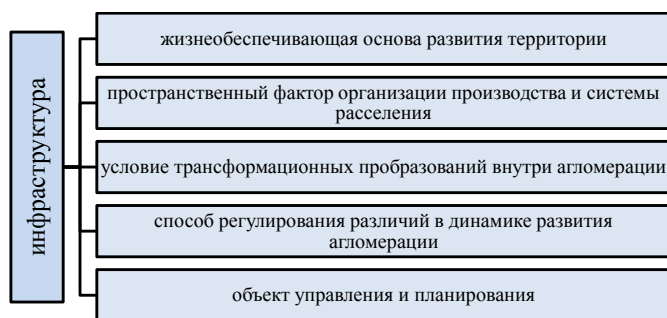 инфраструктура
жизнеобеспечивающая основа развития территории
пространственный фактор организации производства и системы
расселения
условие трансформационных пробразований внутри агломерации
способ регулирования различий в динамике развития
агломерации
объект управления и планирования